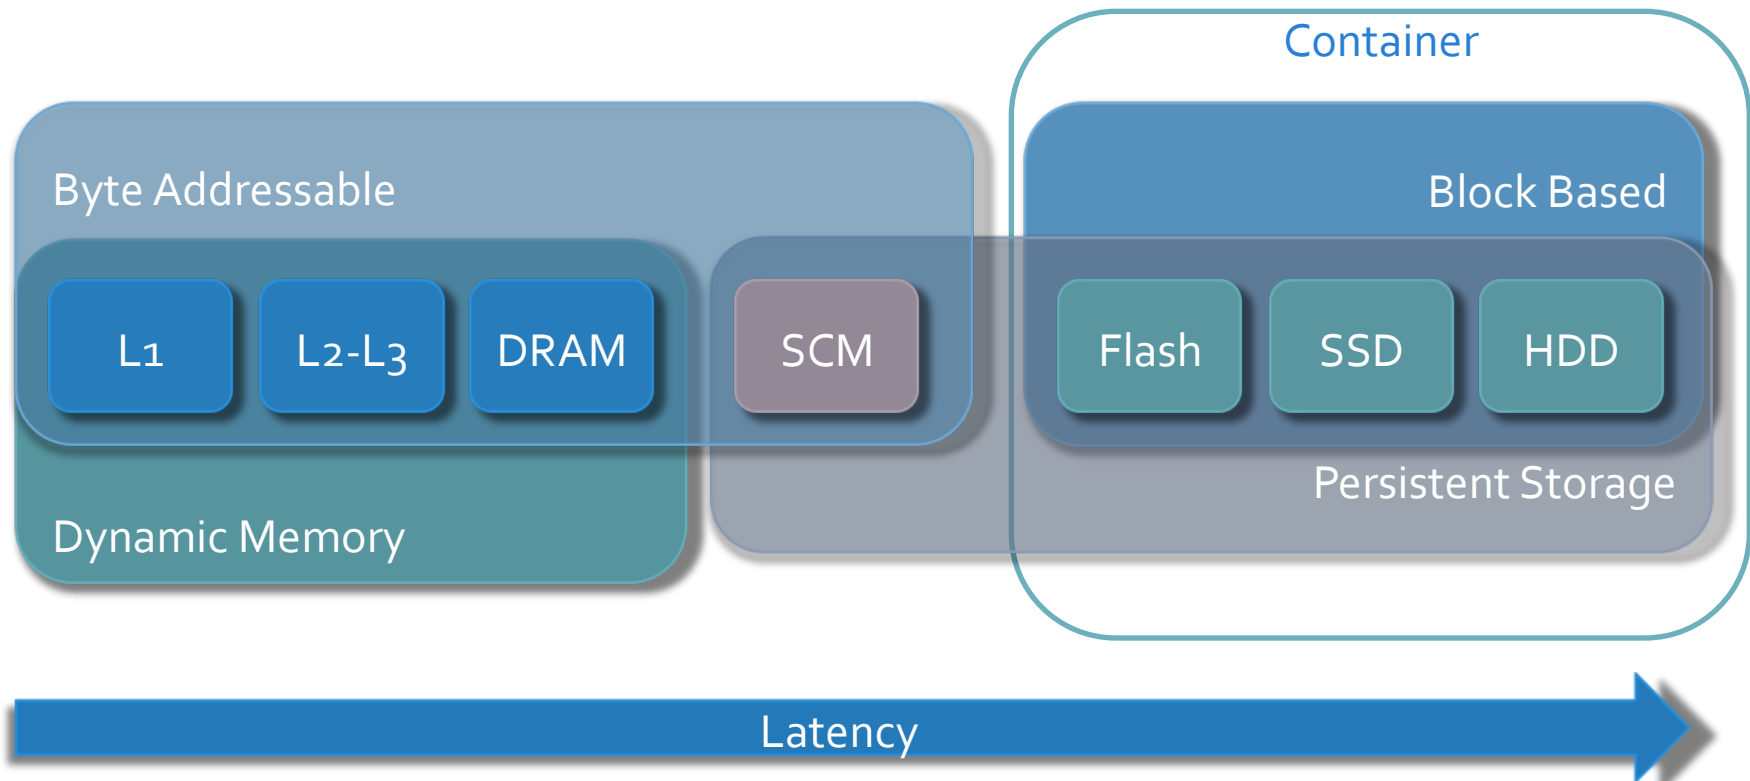 Container
Byte Addressable
Block Based
L1
L2-L3
DRAM
SCM
Flash
SSD
HDD
Persistent Storage
Dynamic Memory
Latency